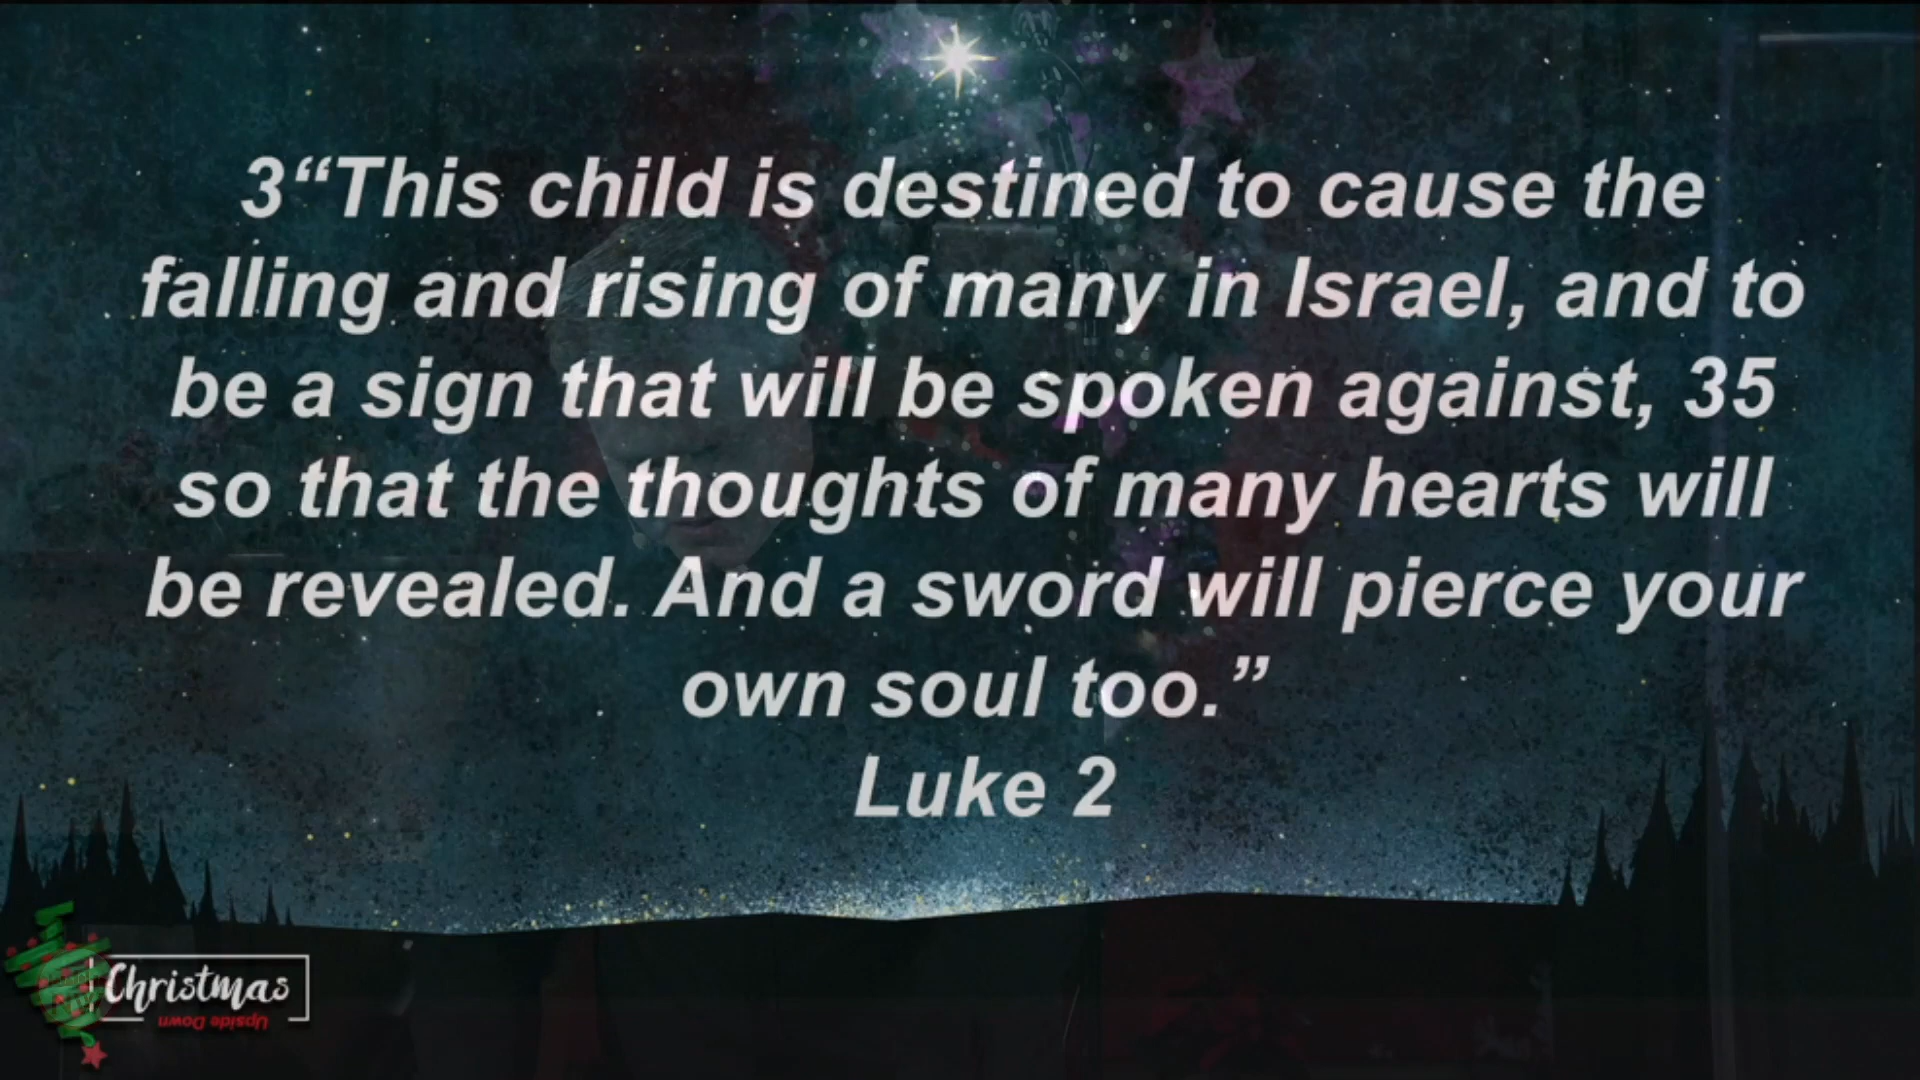 3“This child is destined to cause the
falling and rising of many in Israel, and to
be a sign that will be spoken against, 35
so that the thoughts of many hearts will
be revealed. And a sword will pierce your
own soul too.”
Luke 2
Christmas
Upside Down